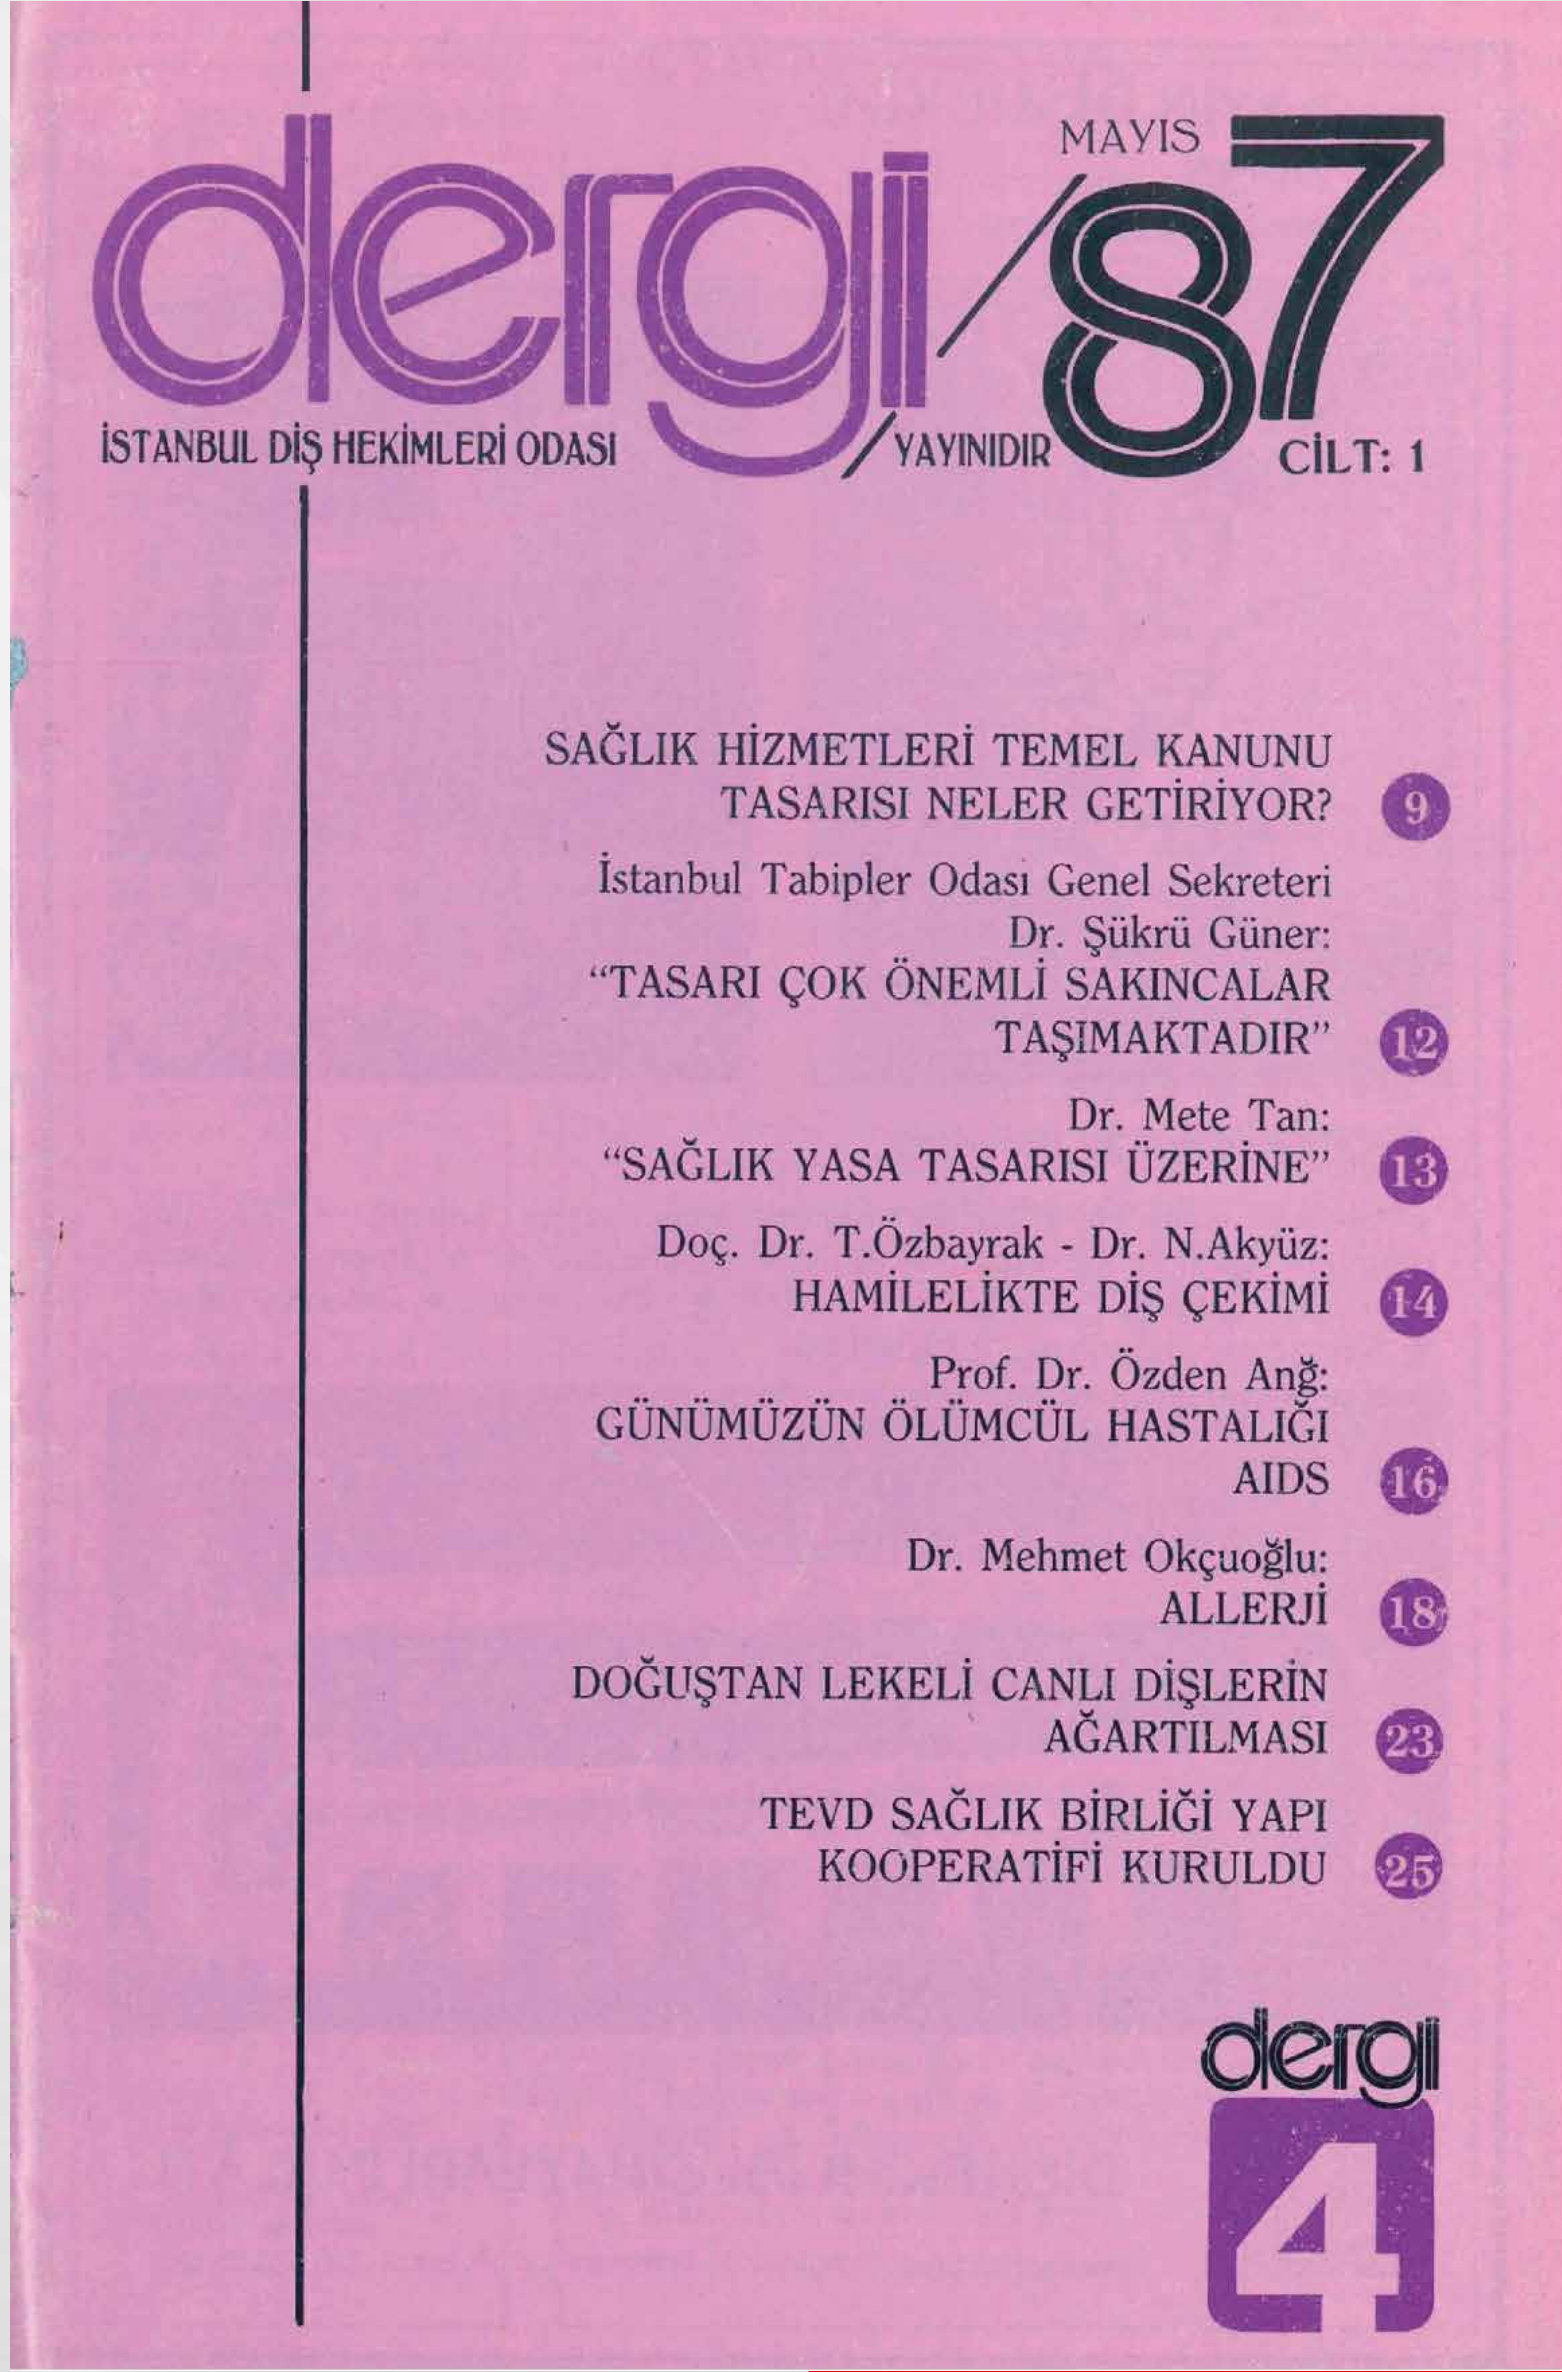 MAYIS
dergi/87
İSTANBUL DİŞ HEKİMLERİ ODASI / YAYINIDIR
CİLT: 1
SAĞLIK HİZMETLERİ TEMEL KANUNU
TASARISI NELER GETİRİYOR? 9
İstanbul Tabipler Odası Genel Sekreteri
Dr. Şükrü Güner:
“TASARI ÇOK ÖNEMLİ SAKINCALAR
TAŞIMAKTADIR” 12
Dr. Mete Tan:
“SAĞLIK YASA TASARISI ÜZERİNE” 13
Doç. Dr. T.Özbayrak - Dr. N.Akyüz:
HAMİLELİKTE DİŞ ÇEKİMİ 14
Prof. Dr. Özden Anğ:
GÜNÜMÜZÜN ÖLÜMCÜL HASTALIĞI
AIDS 16
Dr. Mehmet Okçuoğlu:
ALLERJİ 18
DOĞUŞTAN LEKELİ CANLI DİŞLERİN
AĞARTILMASI 23
TEVD SAĞLIK BİRLİĞİ YAPI
KOOPERATİFİ KURULDU 25
dergi
4